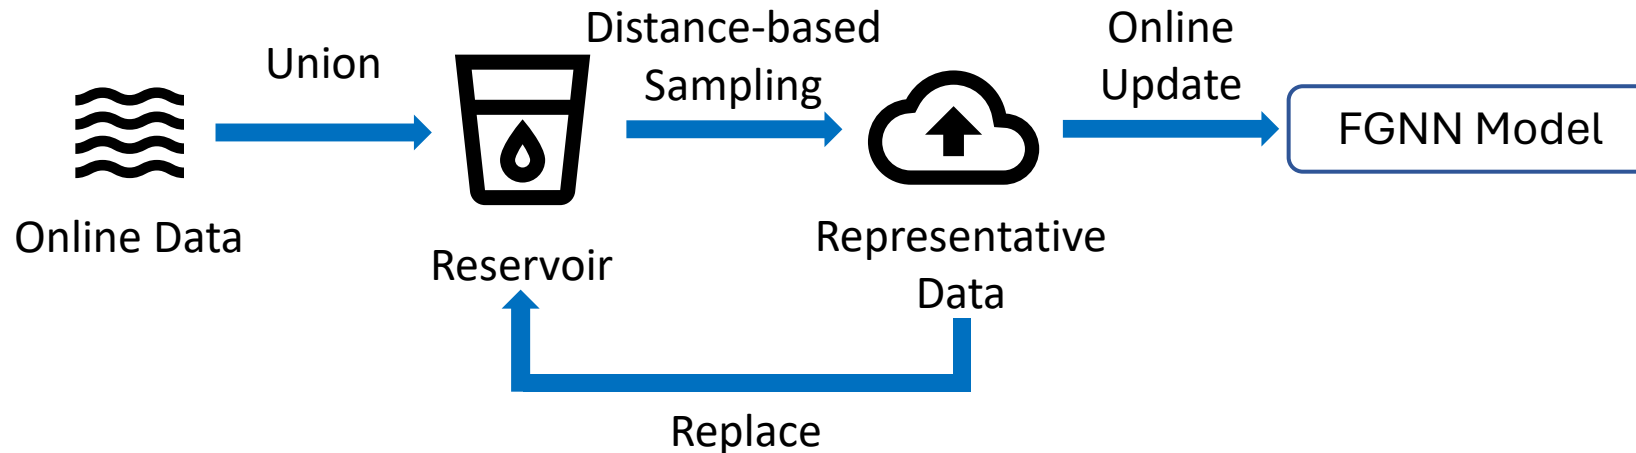 Online Data
Union
Reservoir
Distance-based
Sampling
Representative
Data
Online
Update
FGNN Model
Replace